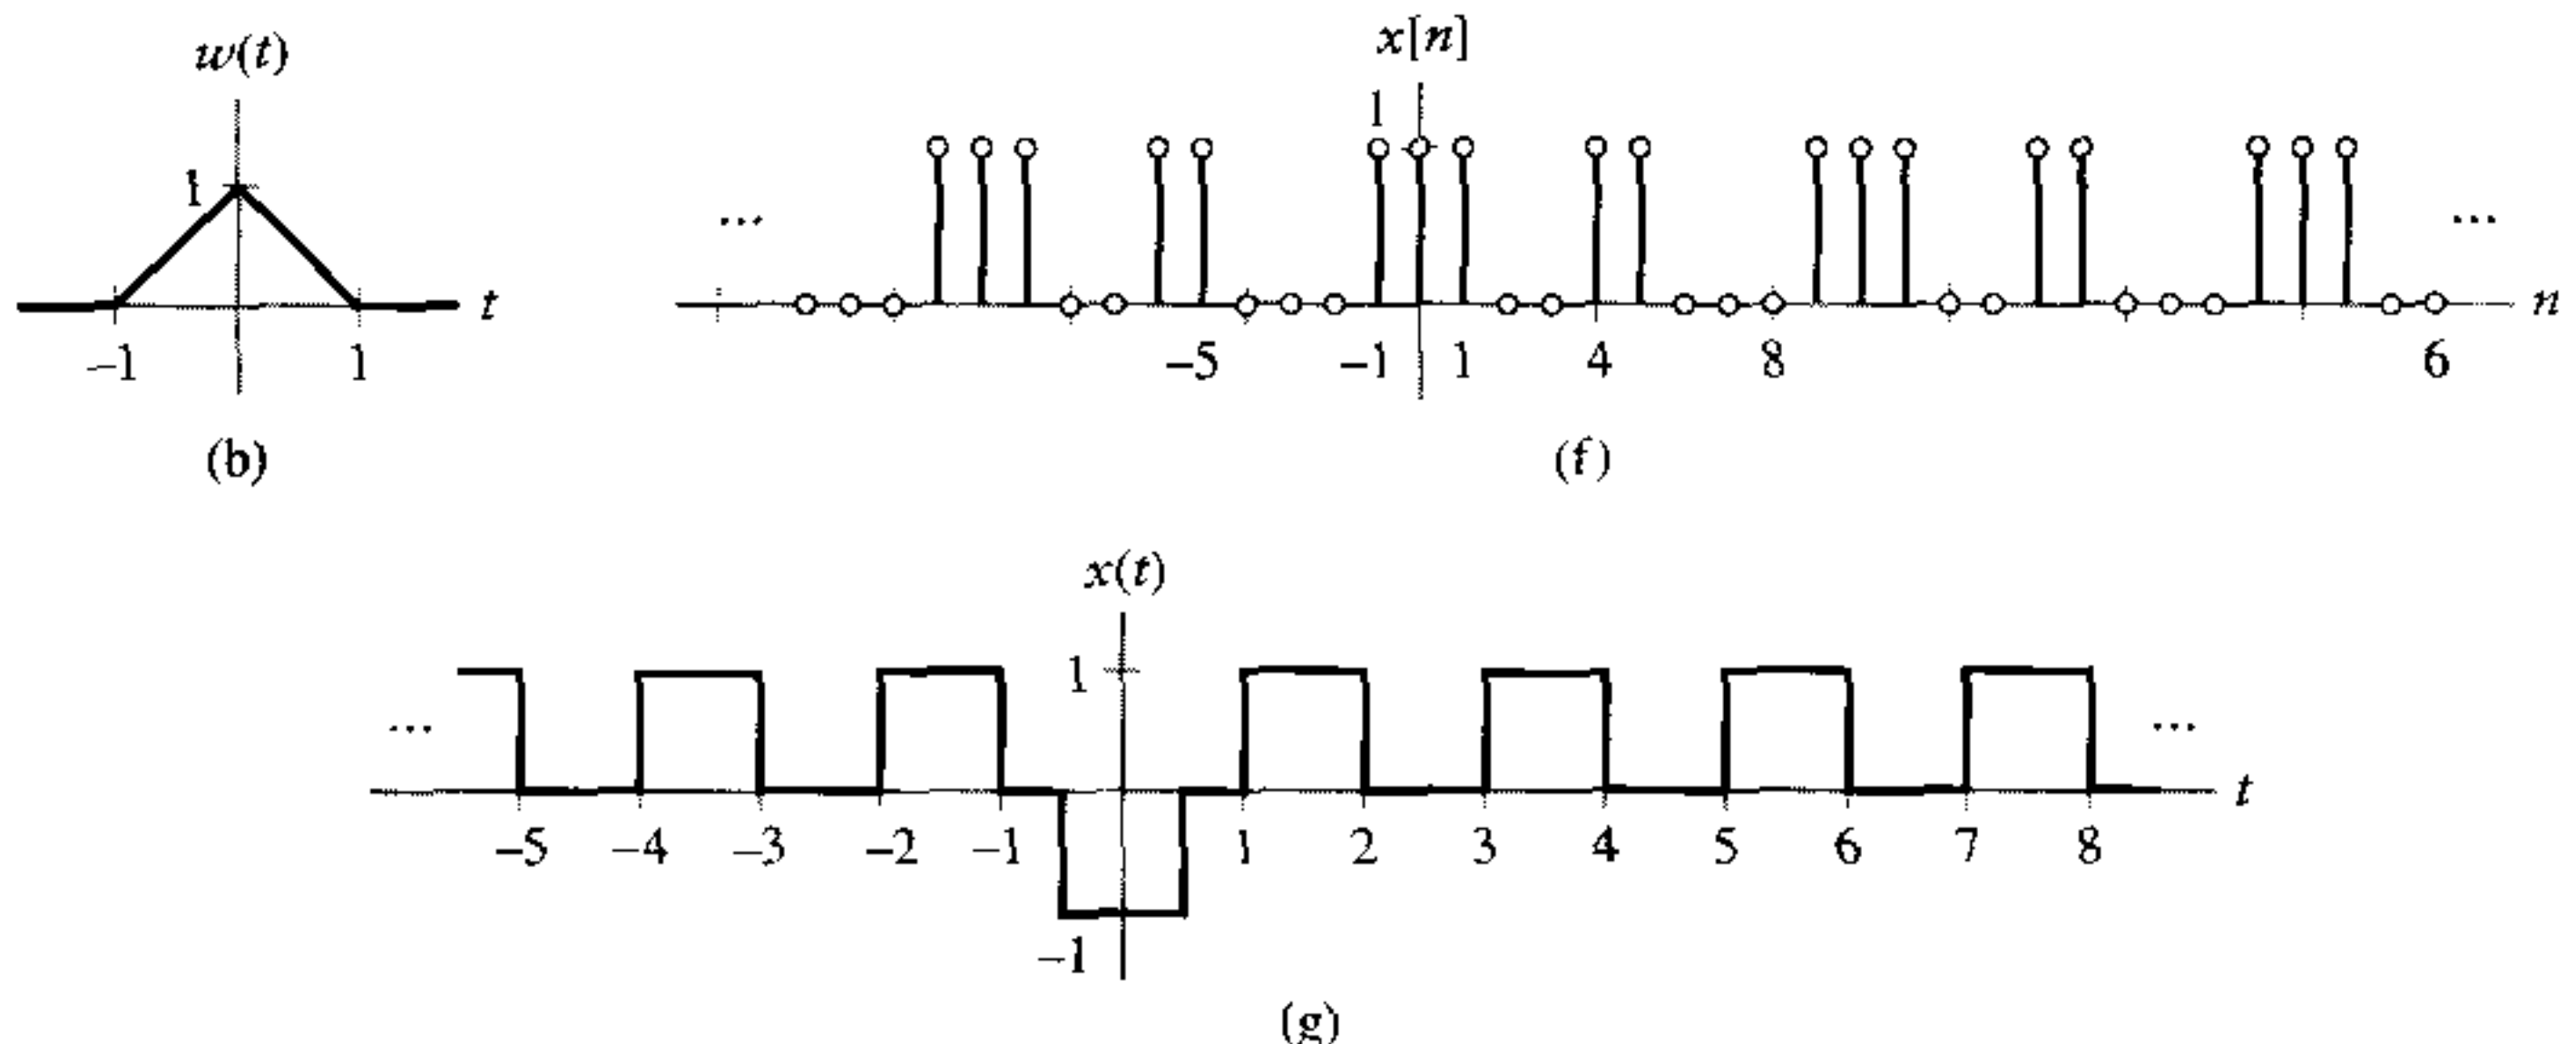 w(t)
1
-1 1 t
(b)
x[n]
1
... ...
-5 -1 1 4 8 6 n
(f)
x(t)
1
... ...
-5 -4 -3 -2 -1 1 2 3 4 5 6 7 8 t
-1
(g)